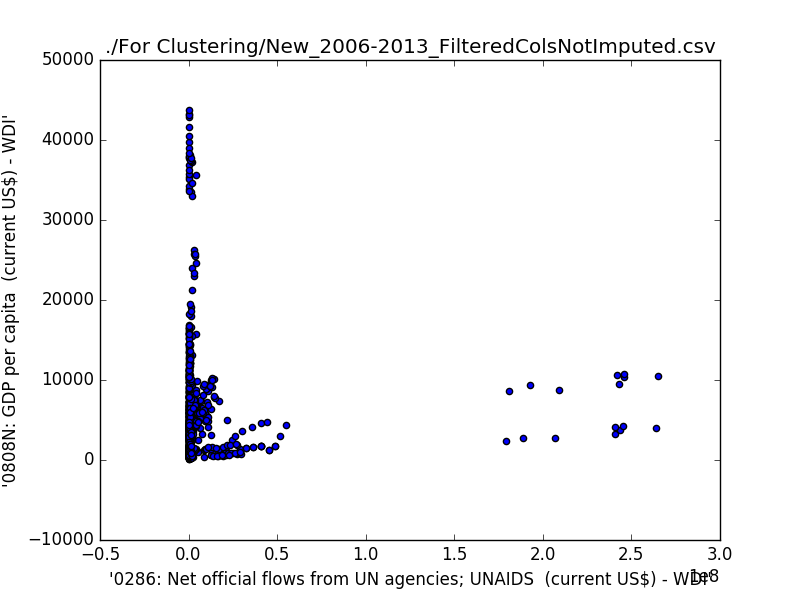 ./For Clustering/New_2006-2013_FilteredColsNotImputed.csv
50000
40000
30000
20000
10000
0
−10000
'0808N: GDP per capita (current US$) - WDI'
−0.5 0.0 0.5 1.0 1.5 2.0 2.5 3.0
1e8
'0286: Net official flows from UN agencies; UNAIDS (current US$) - WDI'